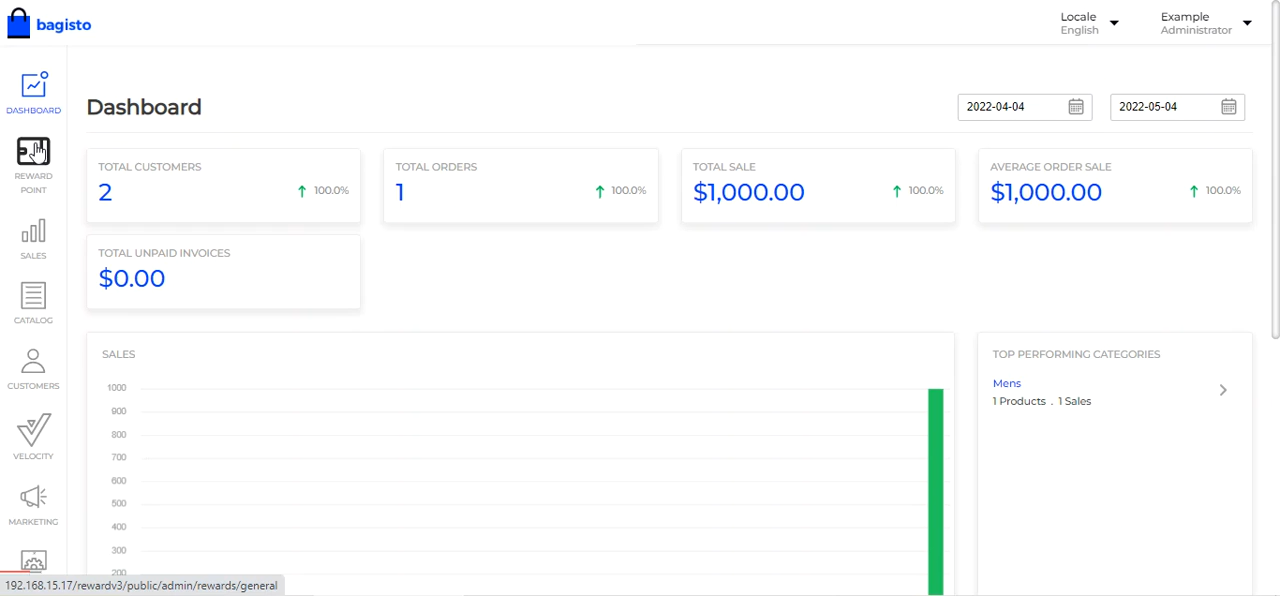 bagisto
Locale
English
Example
Administrator
DASHBOARD
REWARD
POINT
SALES
CATALOG
CUSTOMERS
VELOCITY
MARKETING
Dashboard
2022-04-04
2022-05-04
TOTAL CUSTOMERS
2
100.0%
TOTAL ORDERS
1
100.0%
TOTAL SALE
$1,000.00
100.0%
AVERAGE ORDER SALE
$1,000.00
100.0%
TOTAL UNPAID INVOICES
$0.00
SALES
1000
900
800
700
600
500
400
300
200
TOP PERFORMING CATEGORIES
Mens
1 Products . 1 Sales
192.168.15.17/rewardv3/public/admin/rewards/general